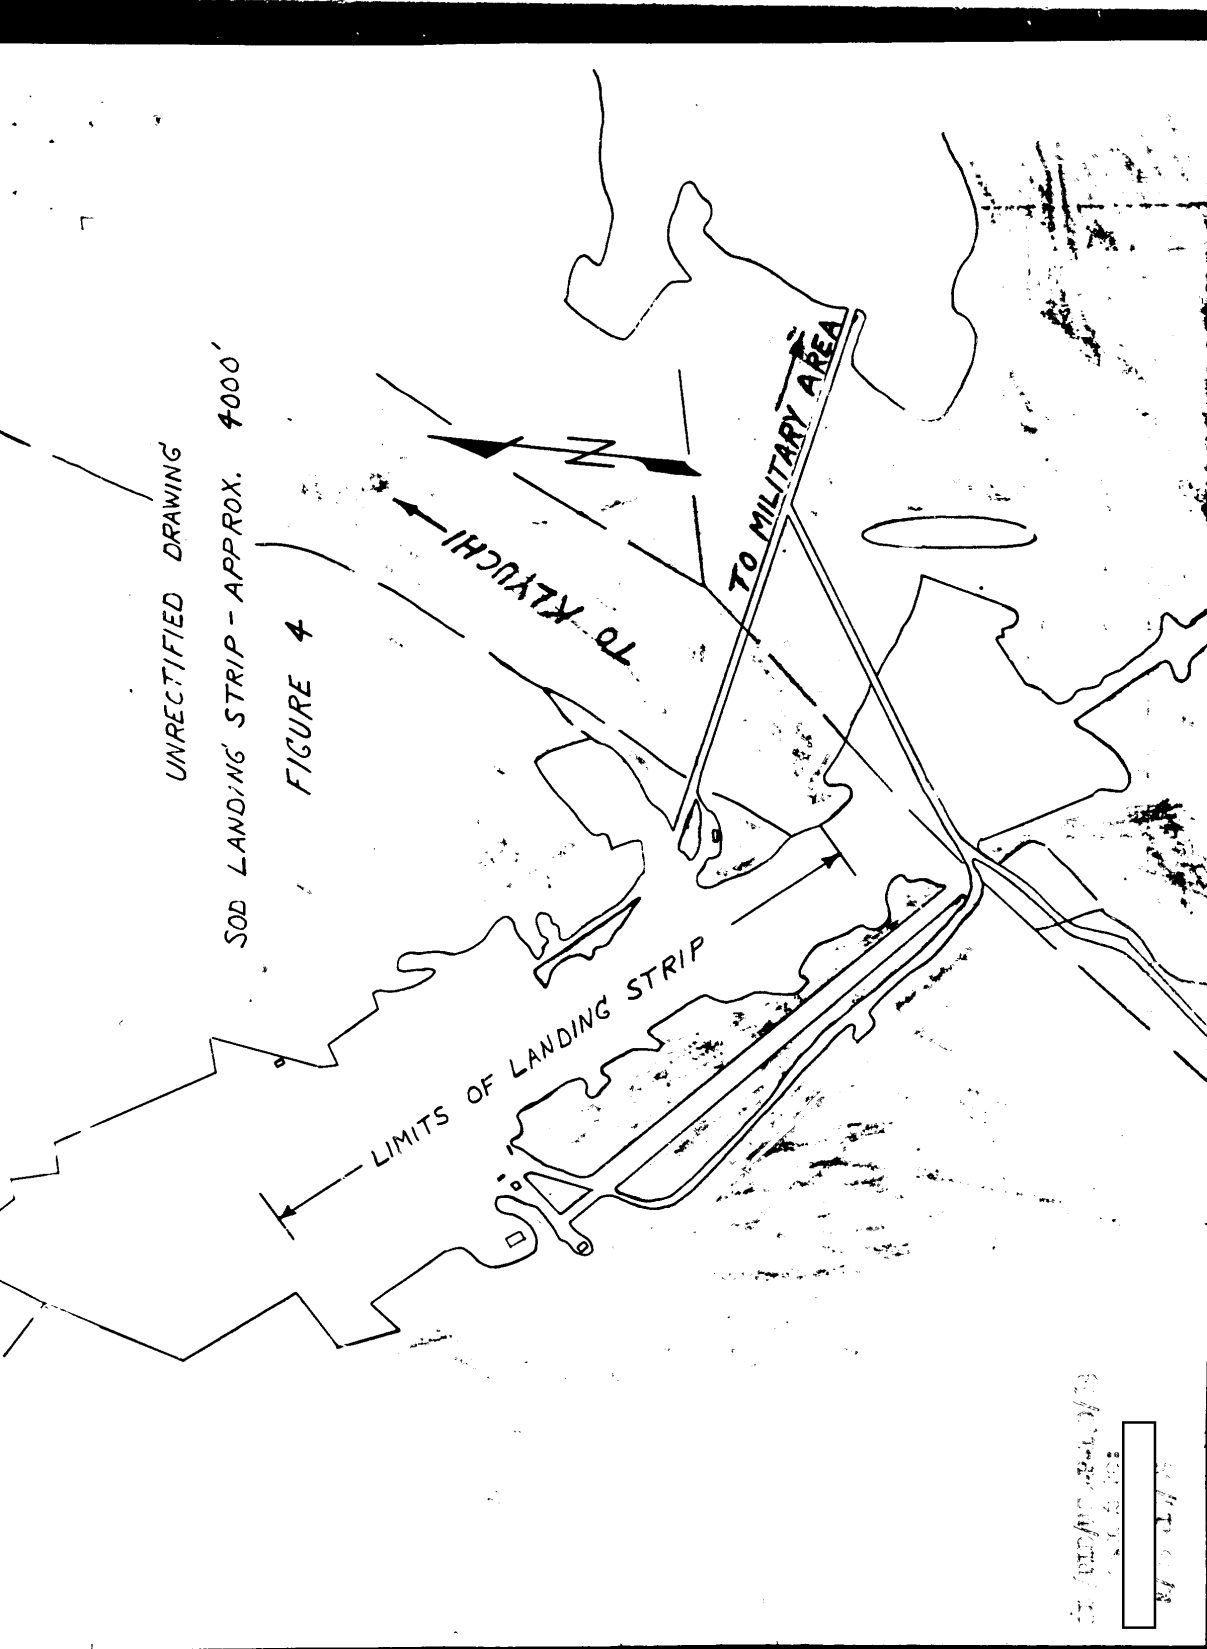 UNRECTIFIED DRAWING
SOD LANDING STRIP - APPROX. 4000'
FIGURE 4
N
TO KLYUCHI
TO MILITARY AREA
LIMITS OF LANDING STRIP